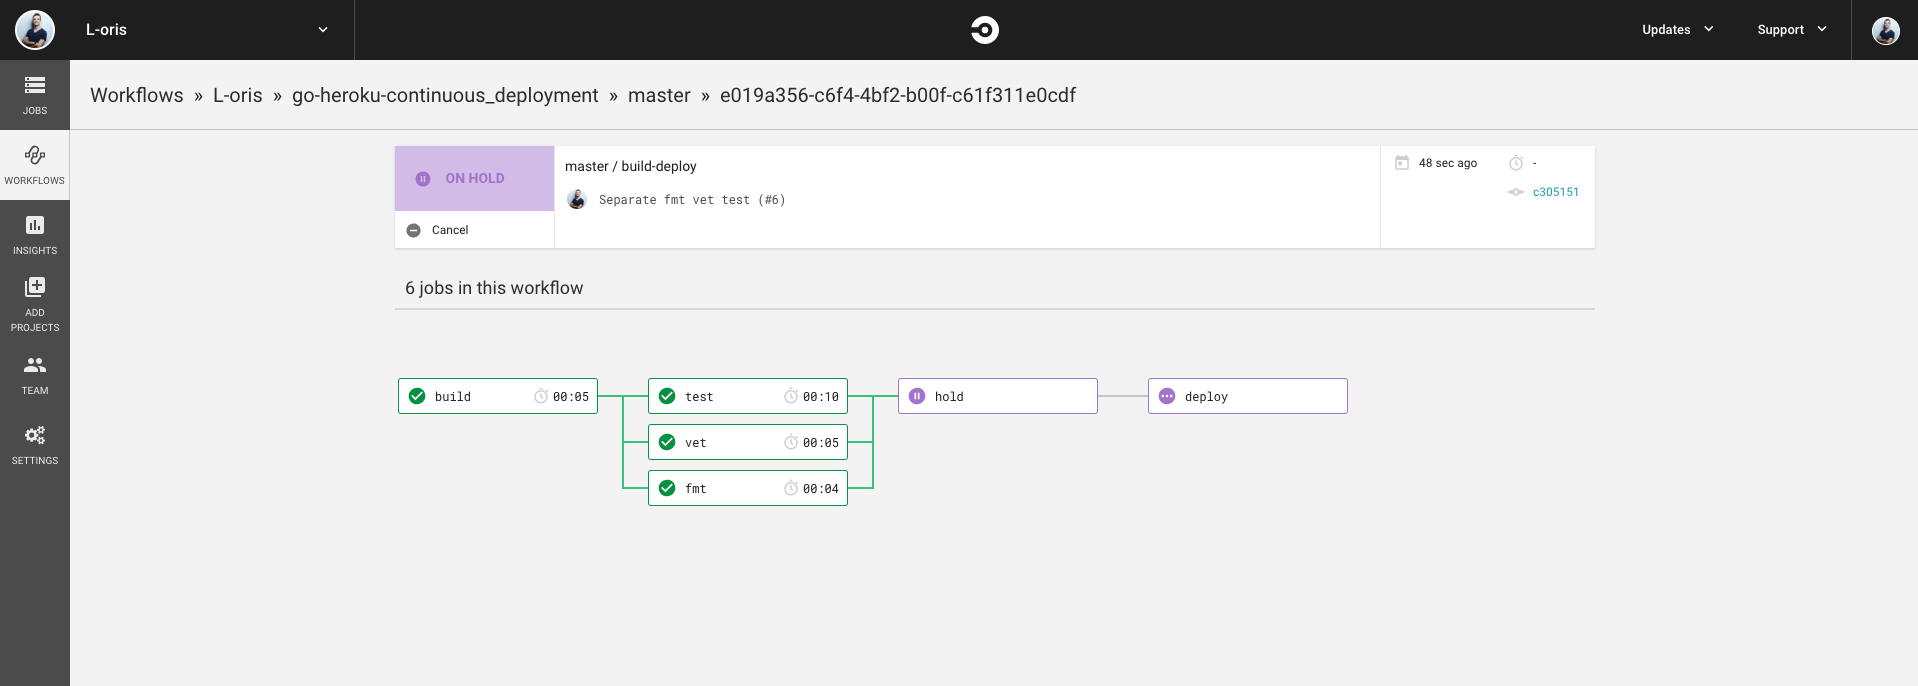 L-oris
Updates
Support
JOBS
WORKFLOWS
INSIGHTS
ADD
PROJECTS
TEAM
SETTINGS
Workflows » L-oris » go-heroku-continuous_deployment » master » e019a356-c6f4-4bf2-b00f-c61f311e0cdf
ON HOLD
Cancel
master / build-deploy
Separate fmt vet test (#6)
48 sec ago
-
c305151
6 jobs in this workflow
build 00:05
test 00:10
vet 00:05
fmt 00:04
hold
deploy